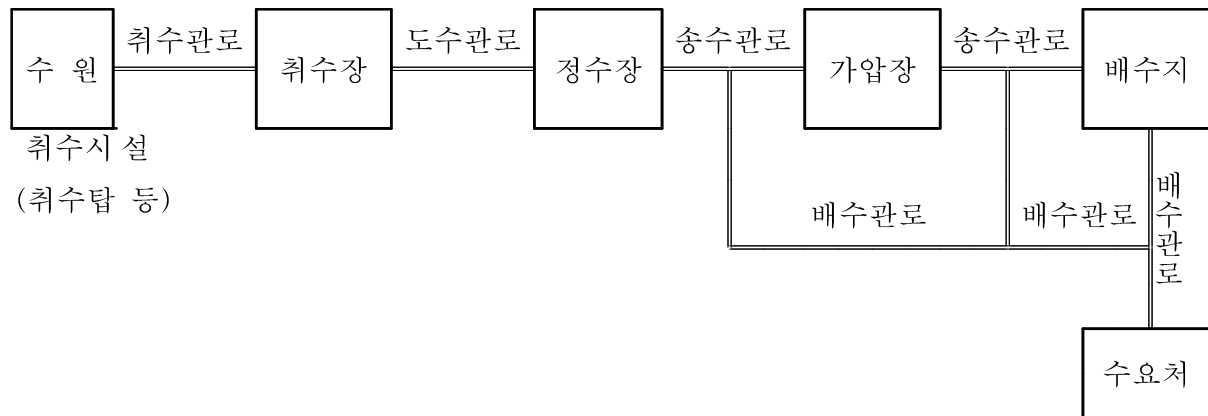 취수관로
도수관로
송수관로
송수관로
수 원
취수장
정수장
가압장
배수지
취수시 설
(취수탑 등)
배수관로
배수관로
배수관로
수요처